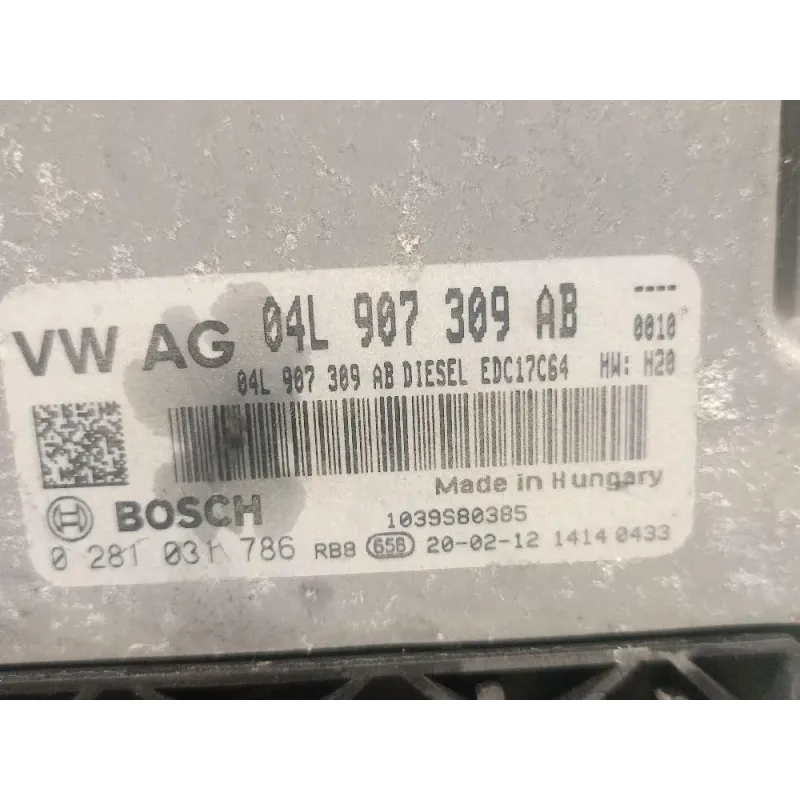 VW AG 04L 907 309 AB ----
0010
04L 907 309 AB DIESEL EDC17C64 HW: H20
Made in Hungary
BOSCH 1039S80385
0 281 031 786 RB8 658 20-02-12 1414 0433